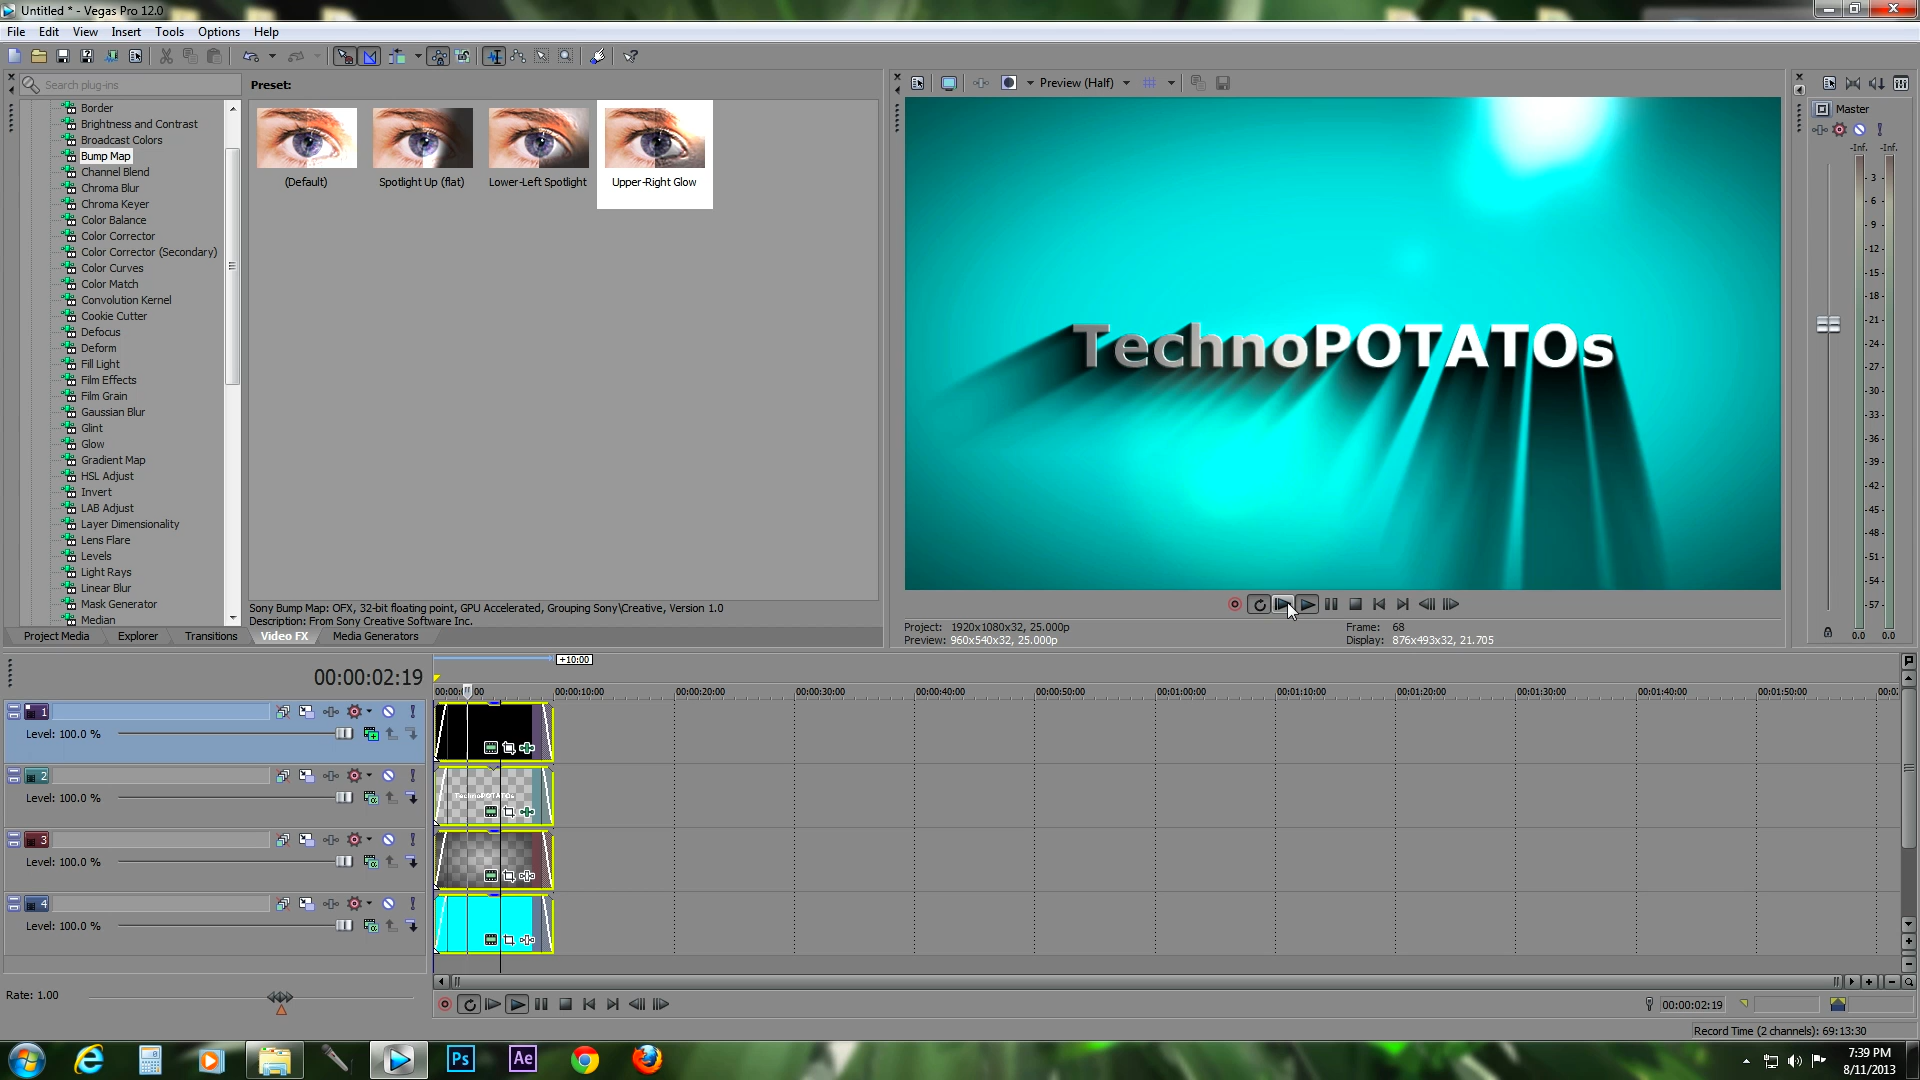 Untitled * - Vegas Pro 12.0
File Edit View Insert Tools Options Help
Search plug-ins
Preset:
Preview (Half)
Border
Brightness and Contrast
Broadcast Colors
Bump Map
Channel Blend
Chroma Blur
Chroma Keyer
Color Balance
Color Corrector
Color Corrector (Secondary)
Color Curves
Color Match
Convolution Kernel
Cookie Cutter
Defocus
Deform
Fill Light
Film Effects
Film Grain
Gaussian Blur
Glint
Glow
Gradient Map
HSL Adjust
Invert
LAB Adjust
Layer Dimensionality
Lens Flare
Levels
Light Rays
Linear Blur
Mask Generator
Median
(Default) Spotlight Up (flat) Lower-Left Spotlight Upper-Right Glow
Sony Bump Map: OFX, 32-bit floating point, GPU Accelerated, Grouping Sony\Creative, Version 1.0
Description: From Sony Creative Software Inc.
Project Media Explorer Transitions Video FX Media Generators
TechnoPOTATOs
Project: 1920x1080x32, 25.000p
Preview: 960x540x32, 25.000p
Frame: 68
Display: 876x493x32, 21.705
Master
-Inf. -Inf.
- 3 -
- 6 -
- 9 -
-12-
-15-
-18-
-21-
-24-
-27-
-30-
-33-
-36-
-39-
-42-
-45-
-48-
-51-
-54-
-57-
0.0 0.0
00:00:02:19
+10:00
00:00:10:00 00:00:20:00 00:00:30:00 00:00:40:00 00:00:50:00 00:01:00:00 00:01:10:00 00:01:20:00 00:01:30:00 00:01:40:00 00:01:50:00
1
Level: 100.0 %
2
Level: 100.0 %
TechnoPOTATOs
3
Level: 100.0 %
4
Level: 100.0 %
Rate: 1.00
00:00:02:19
Record Time (2 channels): 69:13:30
Ps Ae
7:39 PM
8/11/2013